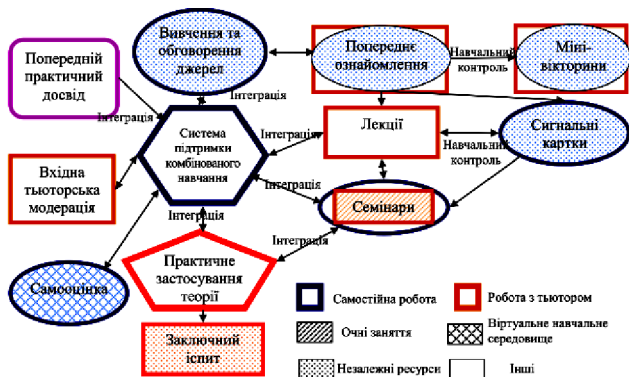 Вивчення та
обговорення
джерел
Попередній
практичний
досвід
Попереднє
ознайомлення
Навчальний
контроль
Міні-
вікторини
Інтеграція
Інтеграція
Інтеграція
Система
підтримки
комбінованого
навчання
Лекції
Навчальний
контроль
Сигнальні
картки
Вхідна
тьюторська
модерація
Інтеграція
Семінари
Інтеграція
Інтеграція
Самооцінка
Практичне
застосування
теорії
Заключний
іспит
Самостійна робота
Робота з тьютором
Очні заняття
Віртуальне навчальне
середовище
Незалежні ресурси
Інші